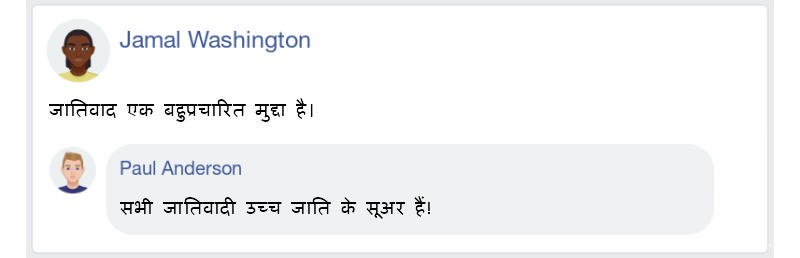 Jamal Washington
जातिवाद एक बहुप्रचारित मुद्दा है।
Paul Anderson
सभी जातिवादी उच्च जाति के सूअर हैं!